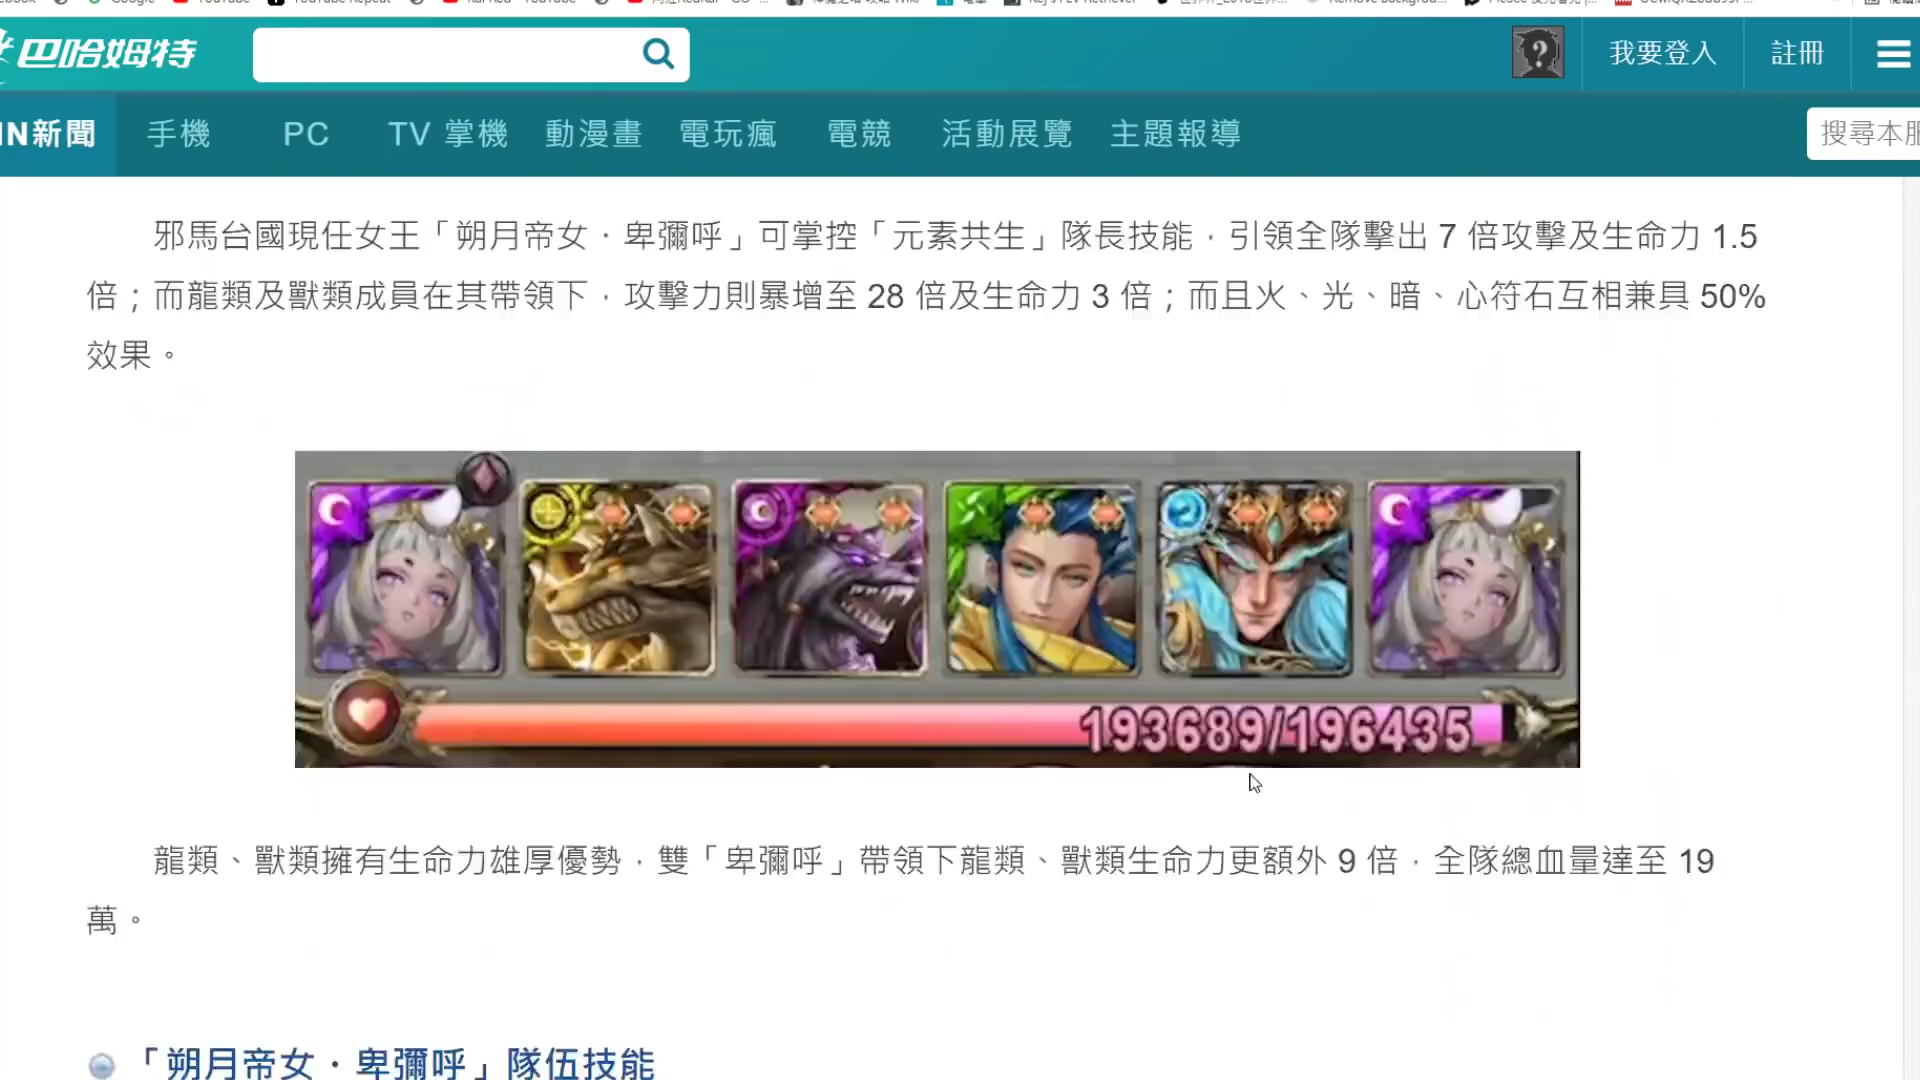 Google
YouTube
YouTube Repeat
巴哈姆特
我要登入
註冊
新聞
手機
PC
TV 掌機
動漫畫
電玩瘋
電競
活動展覽
主題報導
搜尋本
邪馬台國現任女王「朔月帝女．卑彌呼」可掌控「元素共生」隊長技能，引領全隊擊出 7 倍攻擊及生命力 1.5
倍；而龍類及獸類成員在其帶領下，攻擊力則暴增至 28 倍及生命力 3 倍；而且火、光、暗、心符石互相兼具 50%
效果。
193689/196435
龍類、獸類擁有生命力雄厚優勢，雙「卑彌呼」帶領下龍類、獸類生命力更額外 9 倍，全隊總血量達至 19
萬。
「朔月帝女．卑彌呼」隊伍技能